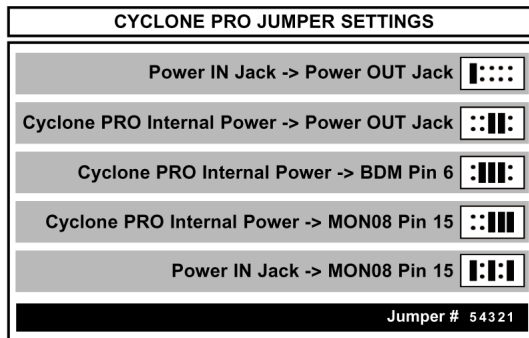 CYCLONE PRO JUMPER SETTINGS
Power IN Jack -> Power OUT Jack
Cyclone PRO Internal Power -> Power OUT Jack
Cyclone PRO Internal Power -> BDM Pin 6
Cyclone PRO Internal Power -> MON08 Pin 15
Power IN Jack -> MON08 Pin 15
Jumper # 54321